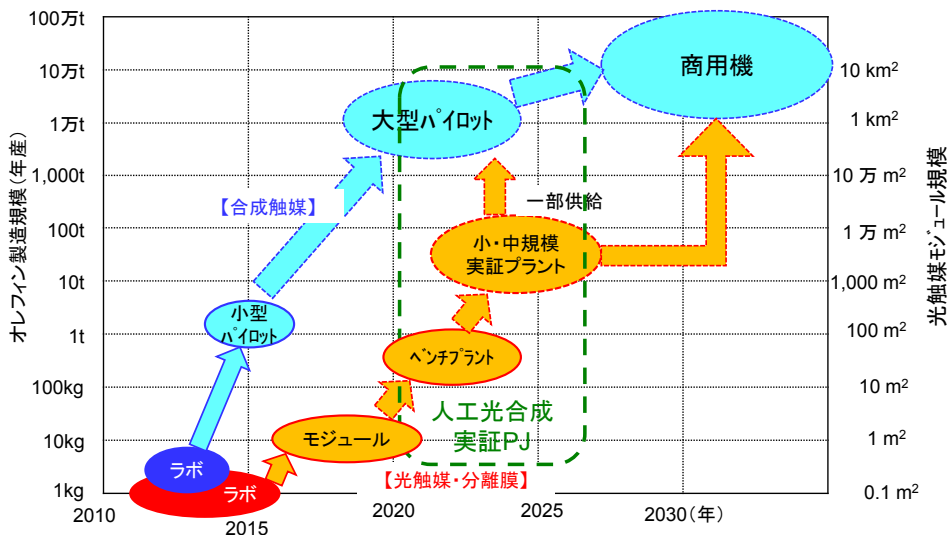 オレフィン製造規模(年産)
100万t
10万t
1万t
1,000t
100t
10t
1t
100kg
10kg
1kg
商用機
大型パイロット
【合成触媒】
一部供給
小・中規模
実証プラント
小型
パイロット
ベンチプラント
人工光合成
実証PJ
モジュール
ラボ
ラボ
【光触媒・分離膜】
10 km²
1 km²
10万 m²
1万 m²
1,000 m²
100 m²
10 m²
1 m²
0.1 m²
光触媒モジュール規模
2010
2015
2020
2025
2030(年)